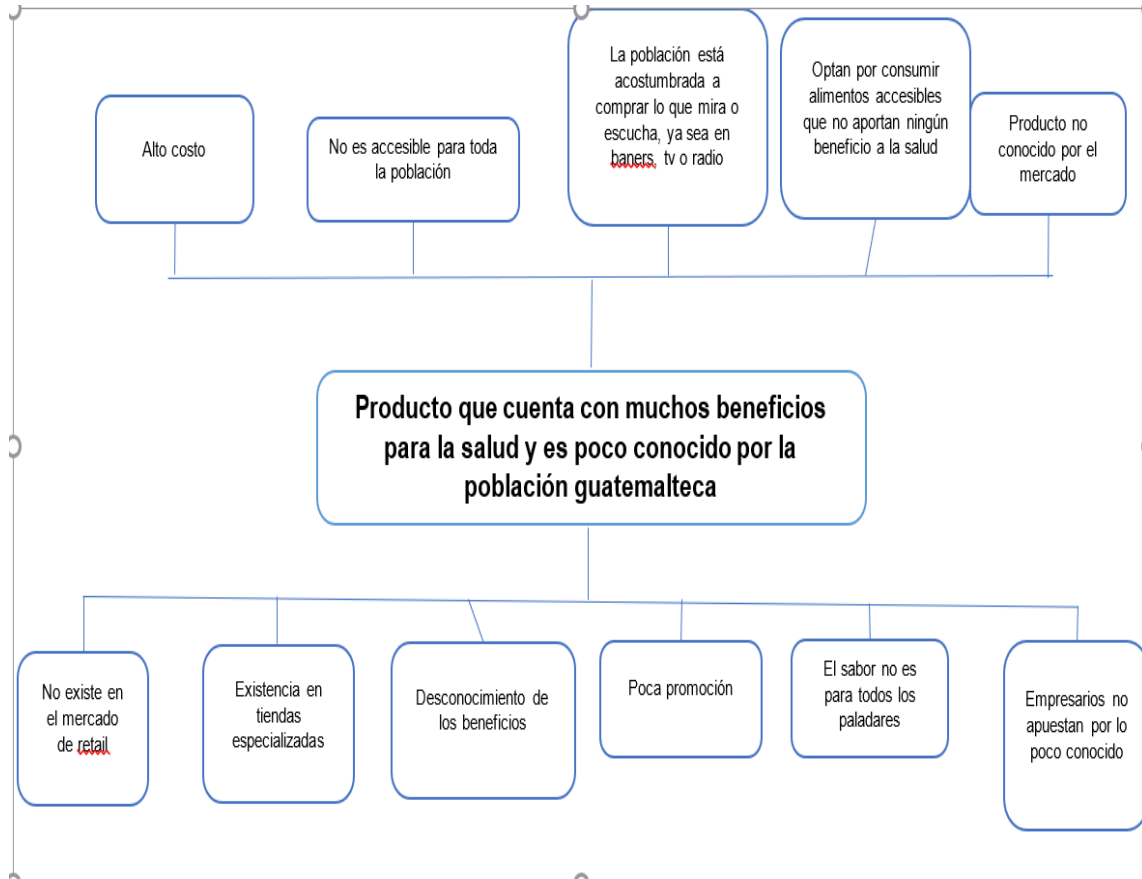 Alto costo
No es accesible para toda
la población
La población está
acostumbrada a
comprar lo que mira o
escucha, ya sea en
baners, tv o radio
Optan por consumir
alimentos accesibles
que no aportan ningún
beneficio a la salud
Producto no
conocido por el
mercado
Producto que cuenta con muchos beneficios
para la salud y es poco conocido por la
población guatemalteca
No existe en
el mercado
de retail
Existencia en
tiendas
especializadas
Desconocimiento de
los beneficios
Poca promoción
El sabor no es
para todos los
paladares
Empresarios no
apuestan por lo
poco conocido